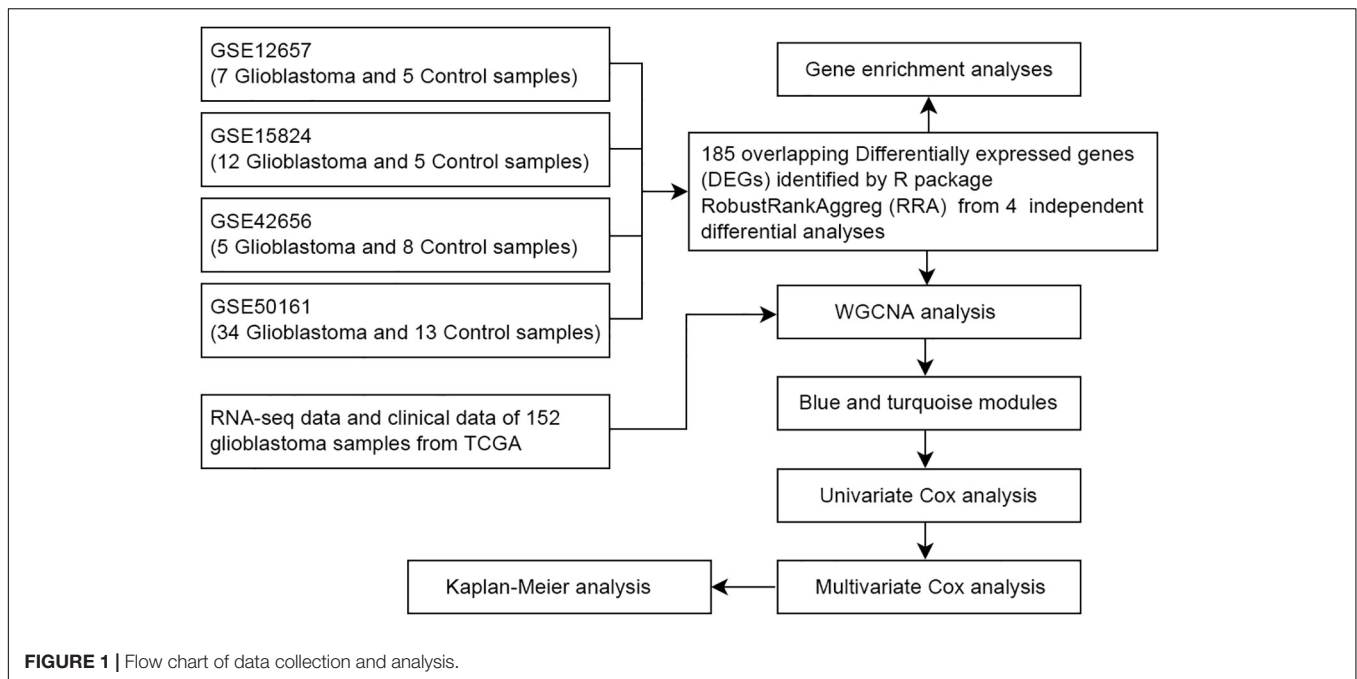 GSE12657
(7 Glioblastoma and 5 Control samples)
GSE15824
(12 Glioblastoma and 5 Control samples)
GSE42656
(5 Glioblastoma and 8 Control samples)
GSE50161
(34 Glioblastoma and 13 Control samples)
RNA-seq data and clinical data of 152
glioblastoma samples from TCGA
Gene enrichment analyses
185 overlapping Differentially expressed genes
(DEGs) identified by R package
RobustRankAggreg (RRA) from 4 independent
differential analyses
WGCNA analysis
Blue and turquoise modules
Univariate Cox analysis
Multivariate Cox analysis
Kaplan-Meier analysis
FIGURE 1 | Flow chart of data collection and analysis.